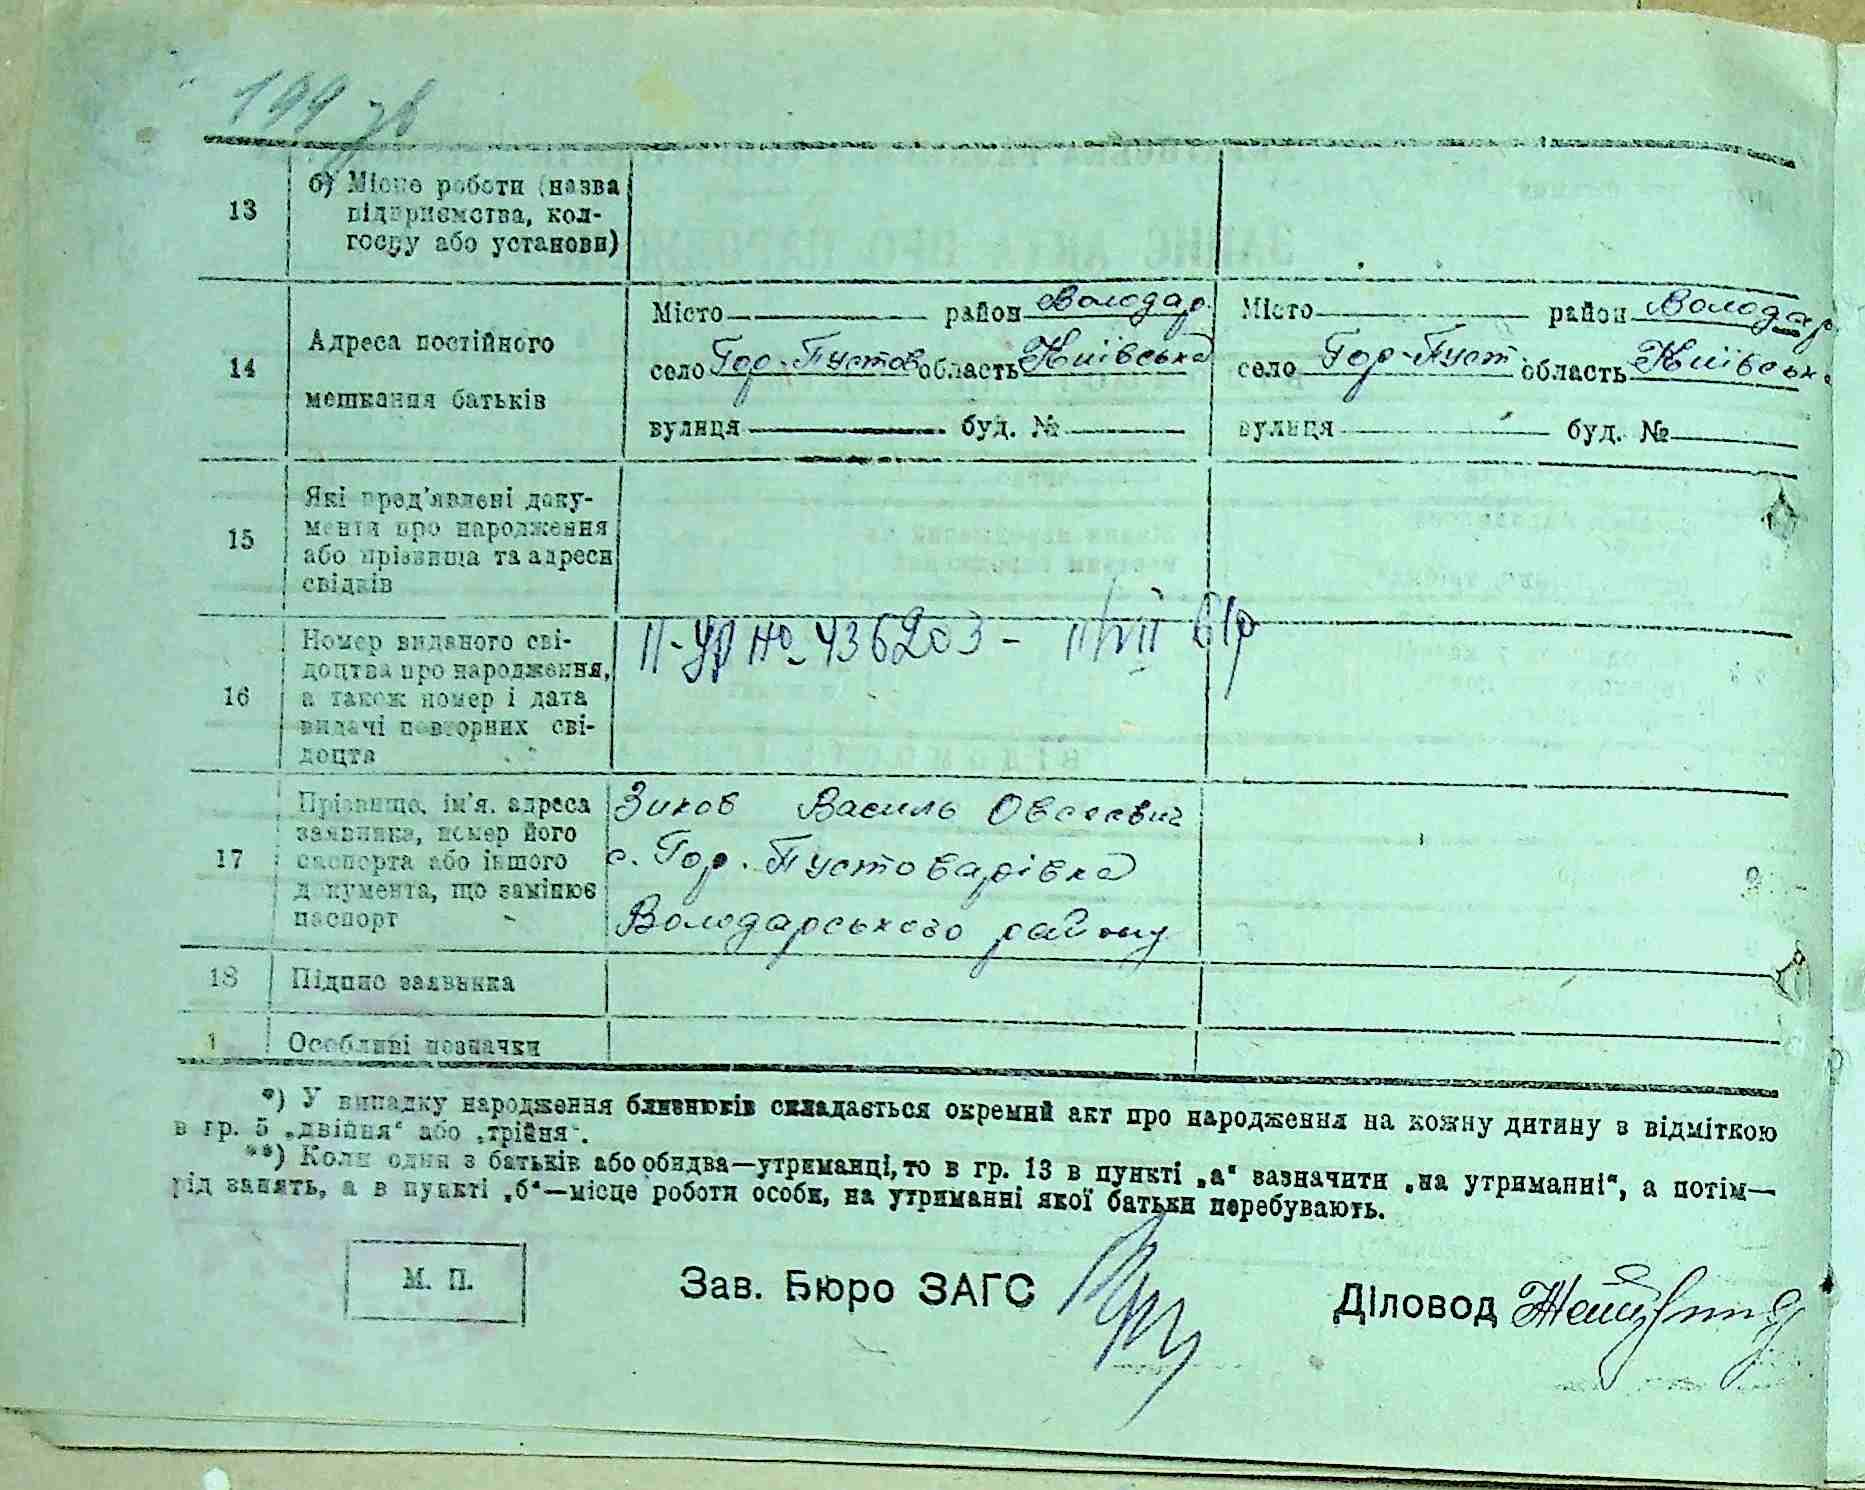 199 зв
13
б) Місце роботи (назва
підприємства, кол-
госпу або установи)
14
Адреса постійного
мешкання батьків
Місто район Володар.
село Гор-Пустов область Київська
вулиця буд. №
Місто район Володар
село Гор-Пуст. область Київськ.
вулиця буд. №
15
Які пред'явлені доку-
менти про народження
або прізвища та адреси
свідків
16
Номер виданого сві-
доцтва про народження,
а також номер і дата
видачі повторних сві-
доцтв
ІІ-УР № 436203 - 11/VII 61р
17
Прізвище, ім'я, адреса
заявника, номер його
паспорта або іншого
документа, що замінює
паспорт
Зиков Василь Овсеевич
с. Гор. Пустоварівка
Володарського району
18
Підпис заявника
1
Особливі позначки
*) У випадку народження близнюків складається окремий акт про народження на кожну дитину з відміткою
в гр. 5 „двійня“ або „трійня“.
**) Коли один з батьків або обидва—утриманці, то в гр. 13 в пункті „а“ зазначити „на утриманні“, а потім—
рід занять, а в пункті „б“—місце роботи особи, на утриманні якої батьки перебувають.
М. П.
Зав. Бюро ЗАГС
Діловод